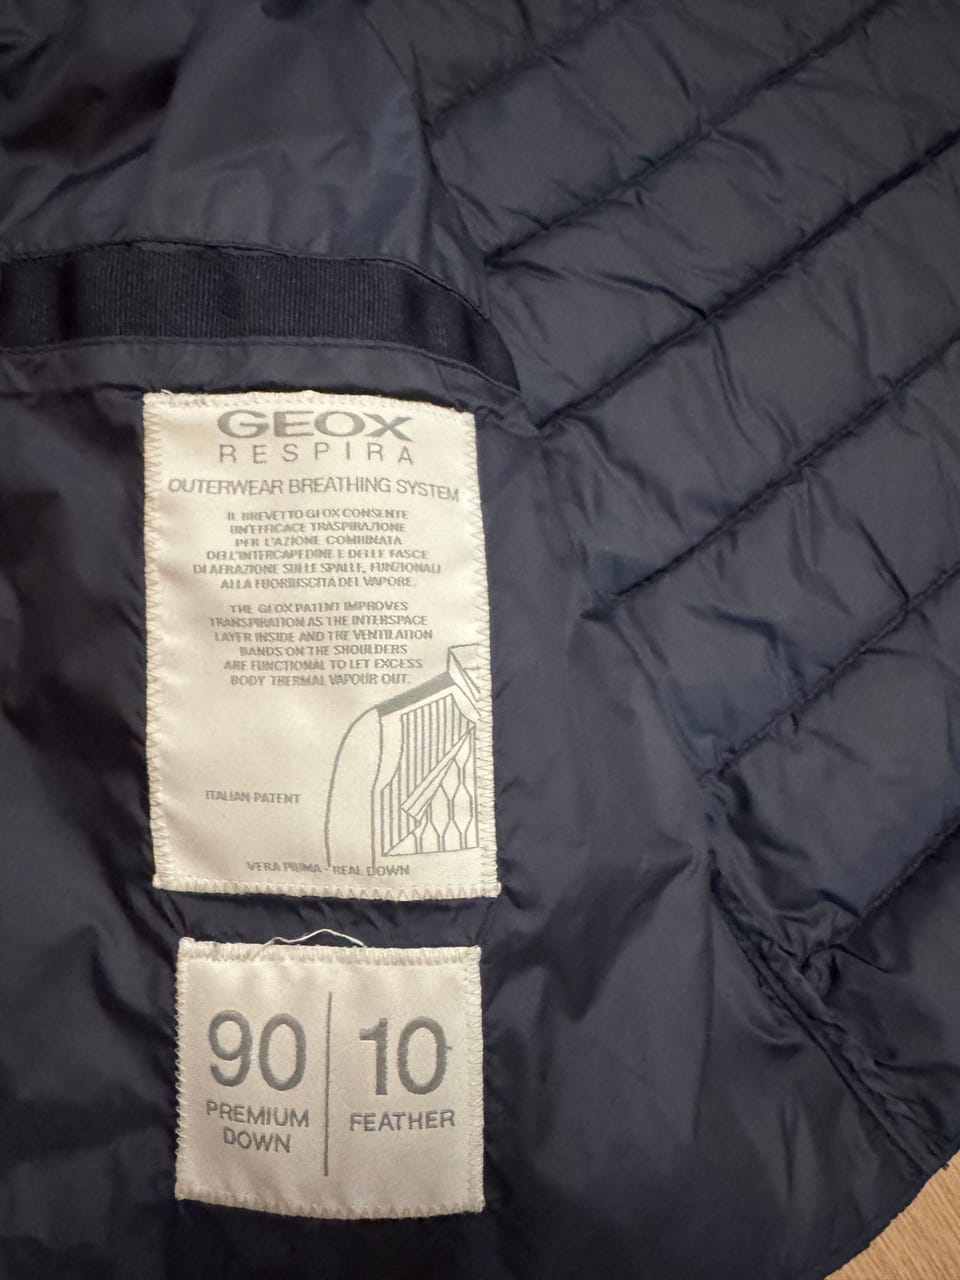 GEOX
RESPIRA
OUTERWEAR BREATHING SYSTEM
IL BREVETTO GEOX CONSENTE
UN'EFFICACE TRASPIRAZIONE
PER L'AZIONE COMBINATA
DELL'INTERCAPEDINE E DELLE FASCE
DI AERAZIONE SULLE SPALLE, FUNZIONALI
ALLA FUORIUSCITA DEL VAPORE.
THE GEOX PATENT IMPROVES
TRANSPIRATION AS THE INTERSPACE
LAYER INSIDE AND THE VENTILATION
BANDS ON THE SHOULDERS
ARE FUNCTIONAL TO LET EXCESS
BODY THERMAL VAPOUR OUT.
ITALIAN PATENT
VERA PIUMA - REAL DOWN
90
PREMIUM
DOWN
10
FEATHER